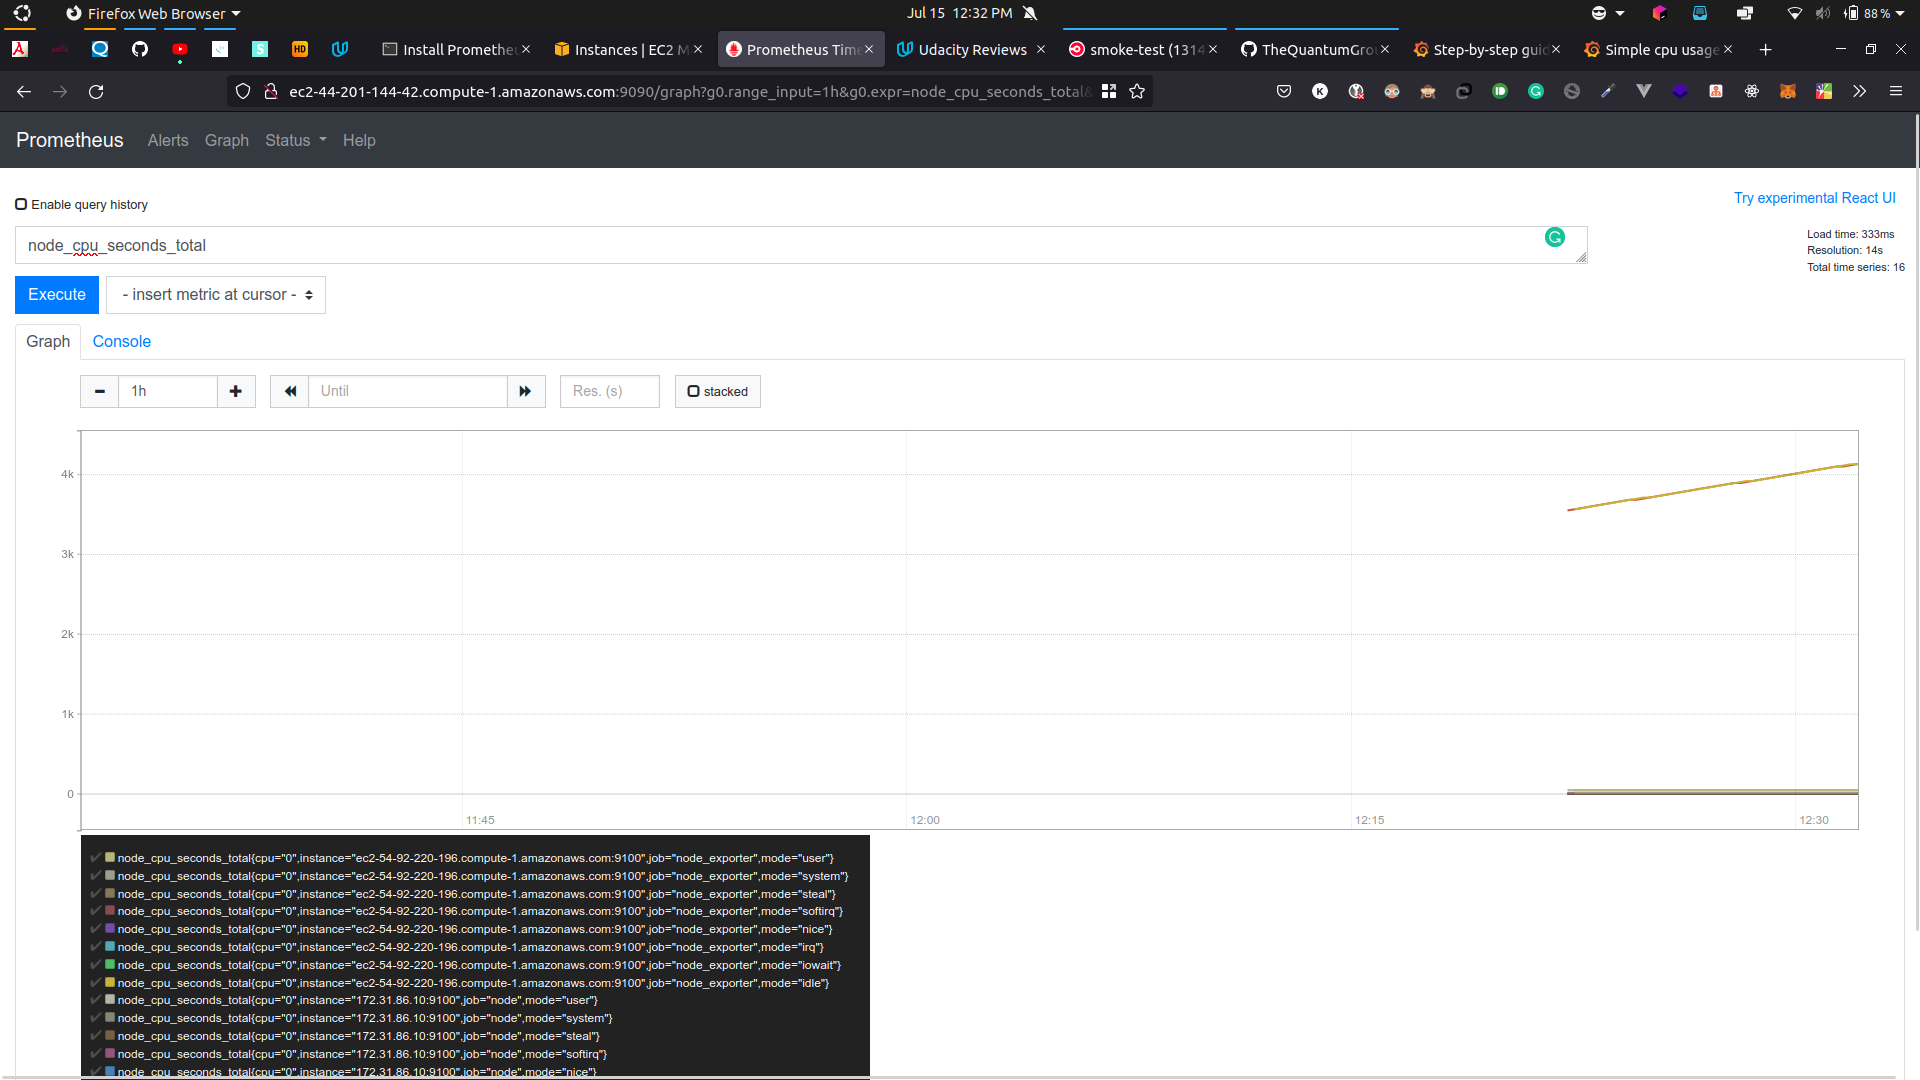 Firefox Web Browser
Jul 15 12:32 PM
88 %
HD
Install Prometheu
Instances | EC2 M
Prometheus Time
Udacity Reviews
smoke-test (1314
TheQuantumGro
Step-by-step guid
Simple cpu usage
ec2-44-201-144-42.compute-1.amazonaws.com:9090/graph?g0.range_input=1h&g0.expr=node_cpu_seconds_total&
Prometheus Alerts Graph Status Help
Enable query history
Try experimental React UI
node_cpu_seconds_total
Load time: 333ms
Resolution: 14s
Total time series: 16
Execute
- insert metric at cursor -
Graph Console
1h
Until
Res. (s)
stacked
4k
3k
2k
1k
0
11:45 12:00 12:15 12:30
node_cpu_seconds_total{cpu="0",instance="ec2-54-92-220-196.compute-1.amazonaws.com:9100",job="node_exporter",mode="user"}
node_cpu_seconds_total{cpu="0",instance="ec2-54-92-220-196.compute-1.amazonaws.com:9100",job="node_exporter",mode="system"}
node_cpu_seconds_total{cpu="0",instance="ec2-54-92-220-196.compute-1.amazonaws.com:9100",job="node_exporter",mode="steal"}
node_cpu_seconds_total{cpu="0",instance="ec2-54-92-220-196.compute-1.amazonaws.com:9100",job="node_exporter",mode="softirq"}
node_cpu_seconds_total{cpu="0",instance="ec2-54-92-220-196.compute-1.amazonaws.com:9100",job="node_exporter",mode="nice"}
node_cpu_seconds_total{cpu="0",instance="ec2-54-92-220-196.compute-1.amazonaws.com:9100",job="node_exporter",mode="irq"}
node_cpu_seconds_total{cpu="0",instance="ec2-54-92-220-196.compute-1.amazonaws.com:9100",job="node_exporter",mode="iowait"}
node_cpu_seconds_total{cpu="0",instance="ec2-54-92-220-196.compute-1.amazonaws.com:9100",job="node_exporter",mode="idle"}
node_cpu_seconds_total{cpu="0",instance="172.31.86.10:9100",job="node",mode="user"}
node_cpu_seconds_total{cpu="0",instance="172.31.86.10:9100",job="node",mode="system"}
node_cpu_seconds_total{cpu="0",instance="172.31.86.10:9100",job="node",mode="steal"}
node_cpu_seconds_total{cpu="0",instance="172.31.86.10:9100",job="node",mode="softirq"}
node_cpu_seconds_total{cpu="0",instance="172.31.86.10:9100",job="node",mode="nice"}